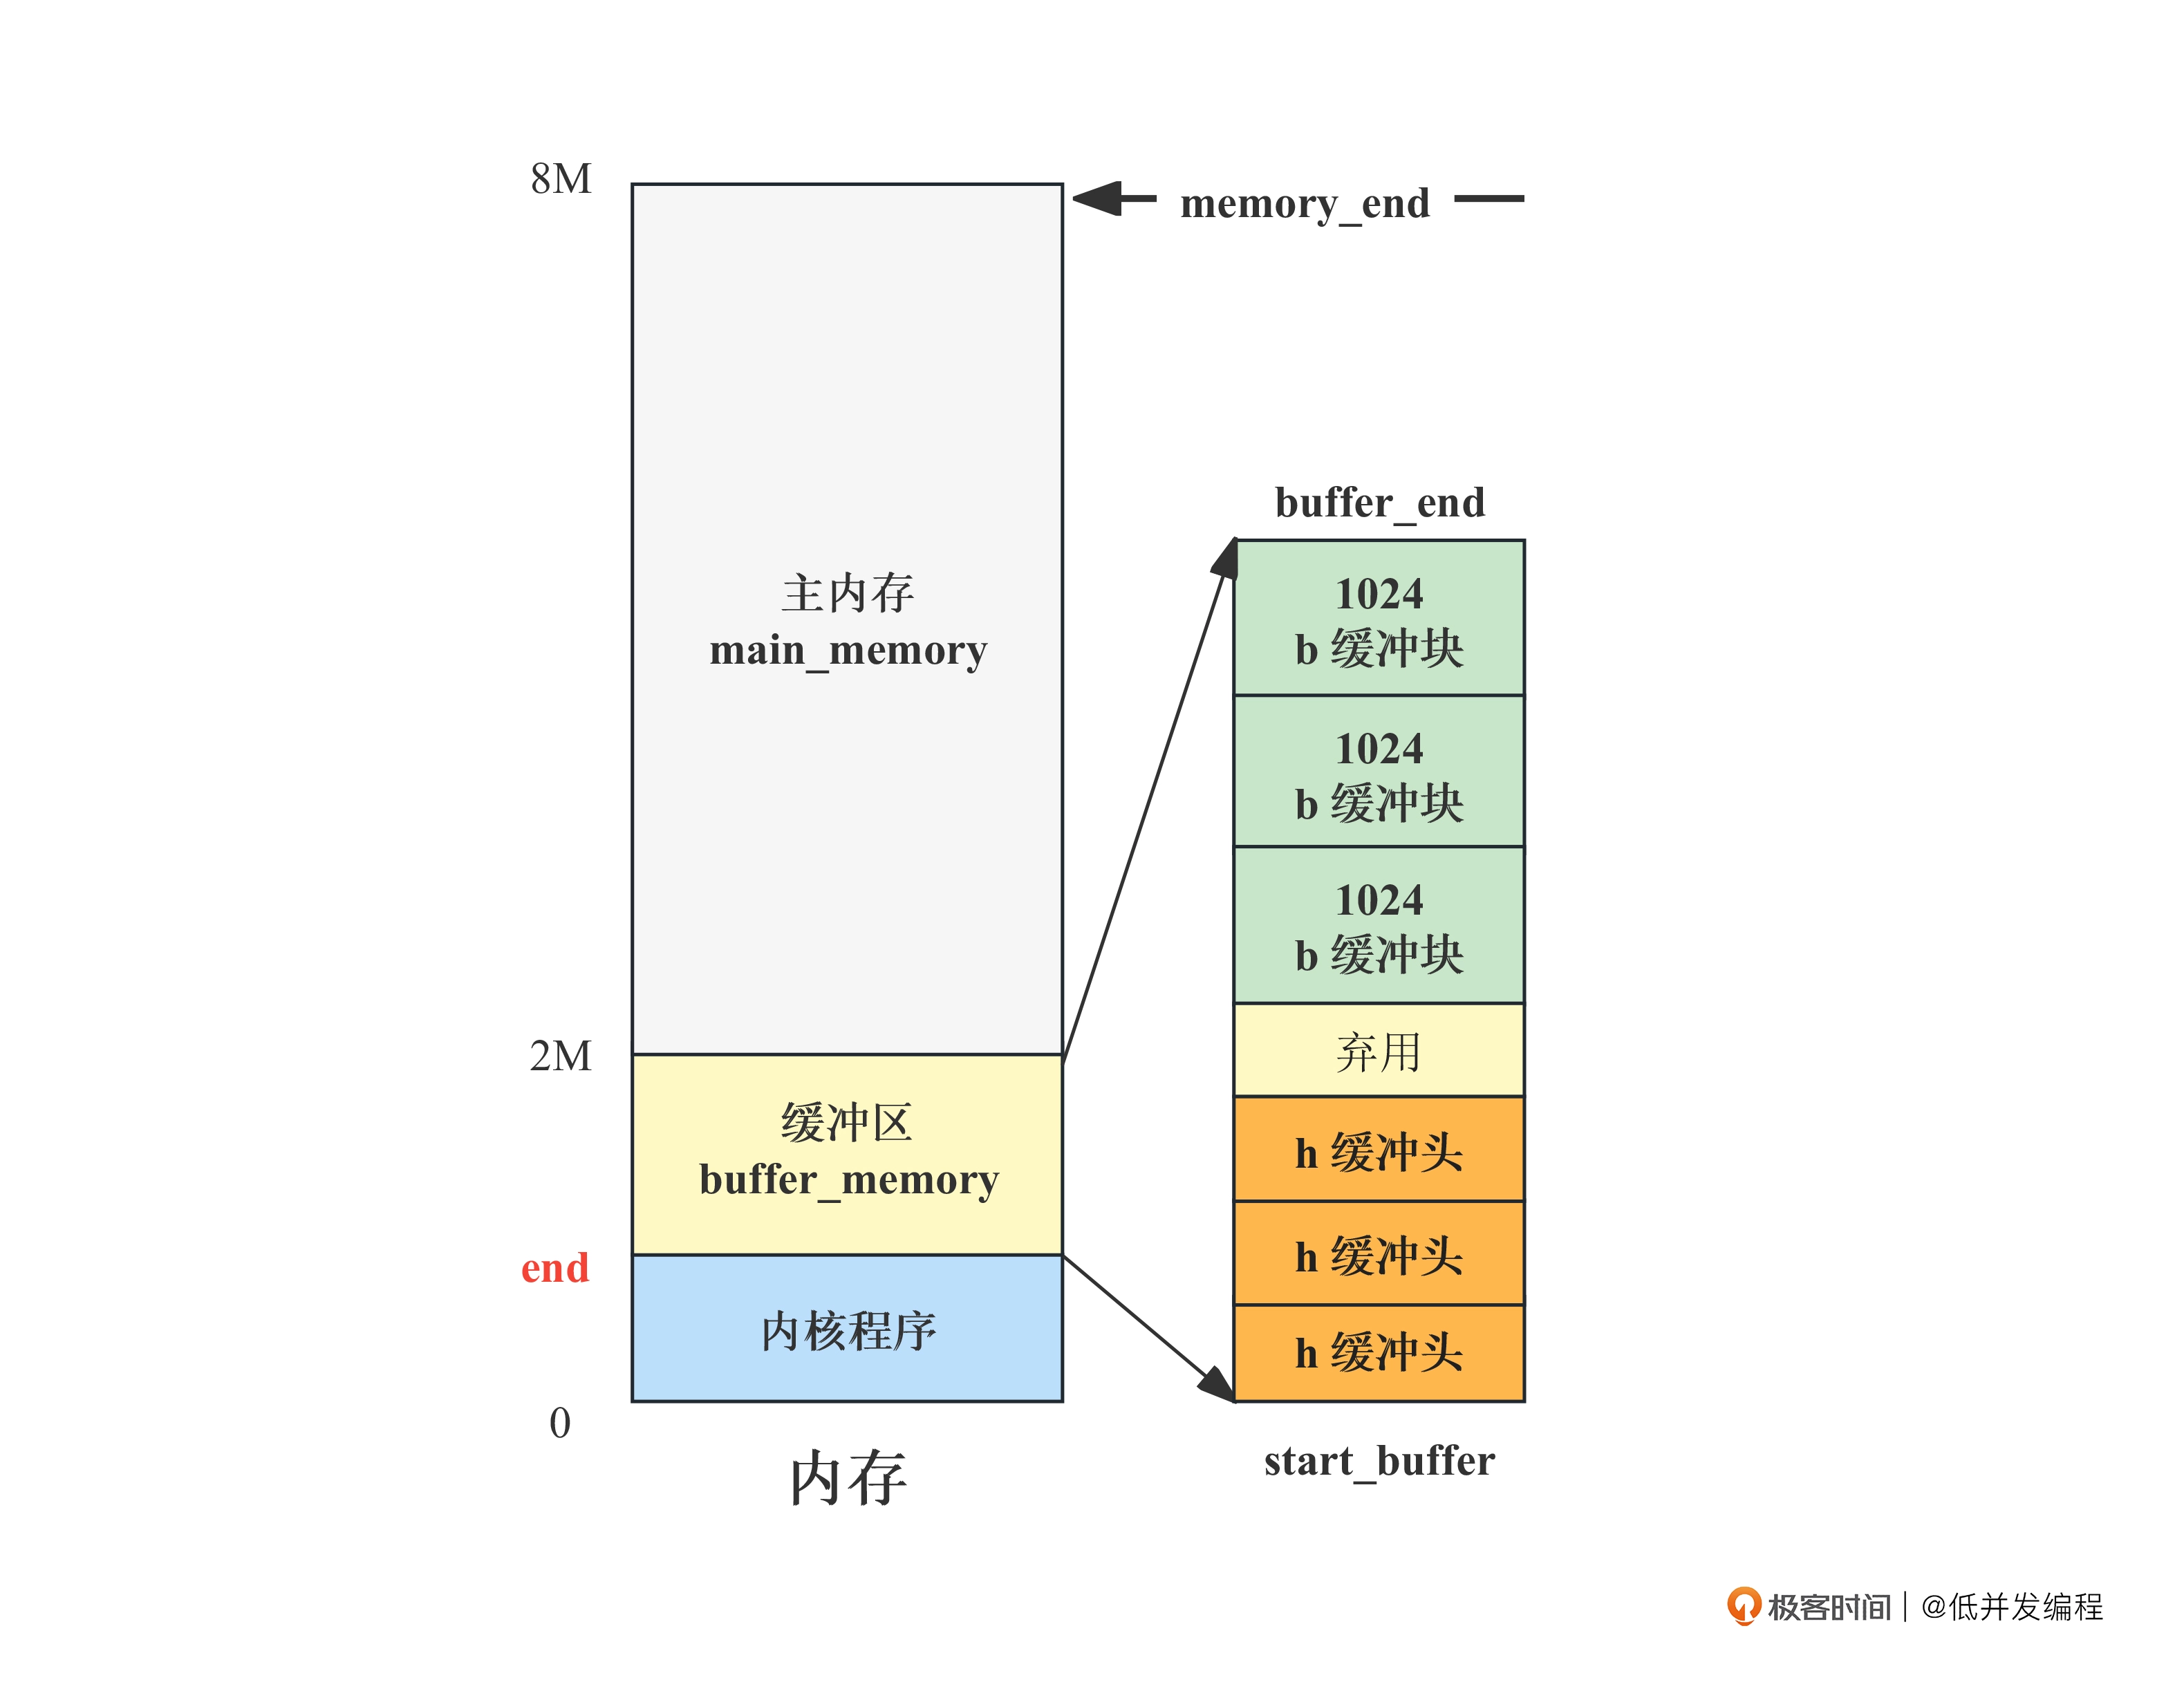 8M
memory_end
buffer_end
1024
b 缓冲块
主内存
main_memory
1024
b 缓冲块
1024
b 缓冲块
2M
弃用
缓冲区
buffer_memory
h 缓冲头
end
h 缓冲头
内核程序
h 缓冲头
0
内存
start_buffer
极客时间 | @低并发编程